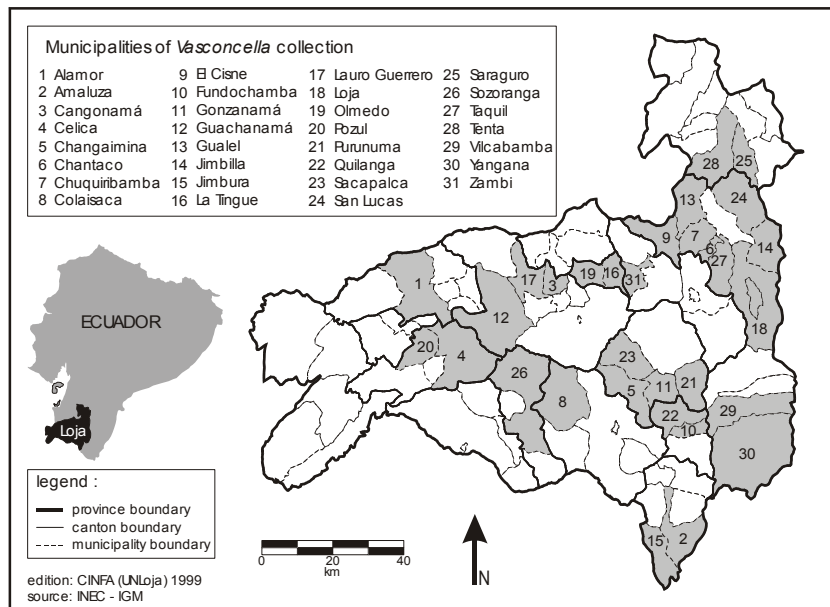 Municipalities of Vasconcella collection
1 Alamor
2 Amaluza
3 Cangonamá
4 Celica
5 Changaimina
6 Chantaco
7 Chuquiribamba
8 Colaisaca
9 El Cisne
10 Fundochamba
11 Gonzanamá
12 Guachanamá
13 Gualel
14 Jimbilla
15 Jimbura
16 La Tingue
17 Lauro Guerrero
18 Loja
19 Olmedo
20 Pozul
21 Purunuma
22 Quilanga
23 Sacapalca
24 San Lucas
25 Saraguro
26 Sozoranga
27 Taquil
28 Tenta
29 Vilcabamba
30 Yangana
31 Zambi
28 25
13 24
9 7 6 27 14
1 17 3 19 16 31
12 18
20 4 26 8 23 5 11 21
22 10 29
30
15 2
ECUADOR
Loja
legend :
province boundary
canton boundary
municipality boundary
0 20 40
km
N
edition: CINFA (UNLoja) 1999
source: INEC - IGM